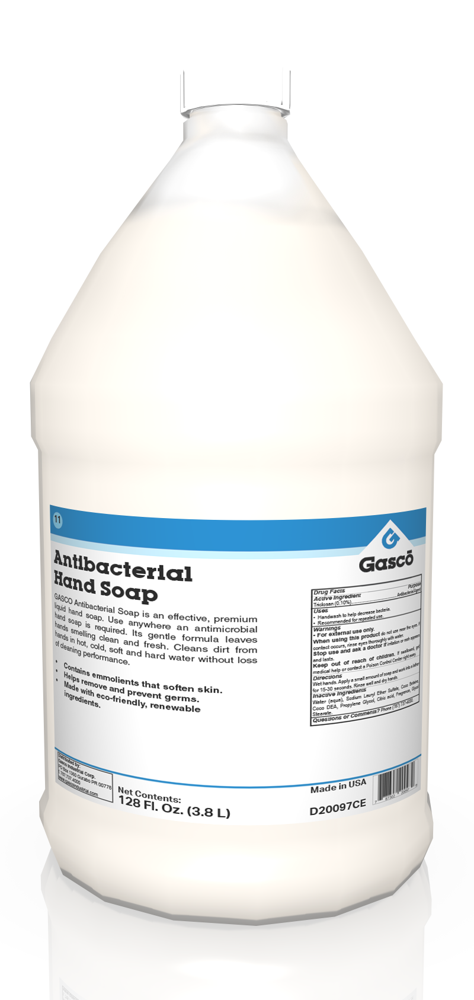 11
Gascō
Antibacterial
Hand Soap
GASCO Antibacterial Soap is an effective, premium
liquid hand soap. Use anywhere an antimicrobial
hand soap is required. Its gentle formula leaves
hands smelling clean and fresh. Cleans dirt from
hands in hot, cold, soft and hard water without loss
of cleaning performance.
• Contains emmolients that soften skin.
• Helps remove and prevent germs.
• Made with eco-friendly, renewable
ingredients.
Drug Facts
Active Ingredient Purpose
Triclosan (0.10%) Antibacterial Agent
Uses
• Handwash to help decrease bacteria.
• Recommended for repeated use.
Warnings
• For external use only.
When using this product do not use near the eyes. If
contact occurs, rinse eyes thoroughly with water.
Stop use and ask a doctor if irritation or rash appears
and lasts.
Keep out of reach of children. If swallowed, get
medical help or contact a Poison Control Center right away.
Directions
Wet hands. Apply a small amount of soap and work into a lather
for 15-30 seconds. Rinse well and dry hands.
Inactive Ingredients
Water (aqua), Sodium Lauryl Ether Sulfate, Coco Betaine,
Coco DEA, Propylene Glycol, Citric acid, Fragrance, Glycol
Stearate.
Questions or Comments? Phone (787) 737-4000.
Distributed by:
Gasco Industrial Corp.
PO Box 1360 Gurabo PR 00778
t-787.737.4000
www.gascoindustrial.com
Net Contents:
128 Fl. Oz. (3.8 L)
Made in USA
D20097CE